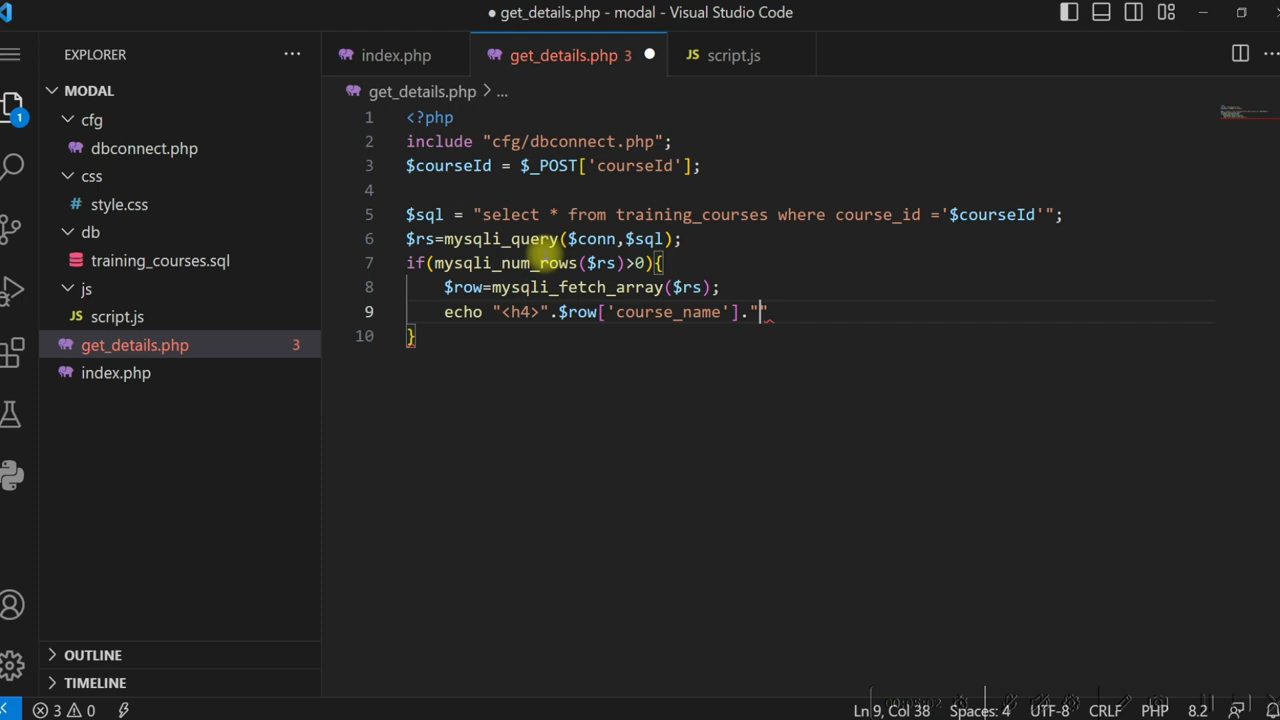 get_details.php - modal - Visual Studio Code
EXPLORER
index.php
get_details.php 3
JS script.js
MODAL
get_details.php > ...
cfg
dbconnect.php
css
# style.css
db
training_courses.sql
js
JS script.js
get_details.php 3
index.php
1
1 <?php
2 include "cfg/dbconnect.php";
3 $courseId = $_POST['courseId'];
4
5 $sql = "select * from training_courses where course_id ='$courseId'";
6 $rs=mysqli_query($conn,$sql);
7 if(mysqli_num_rows($rs)>0){
8 $row=mysqli_fetch_array($rs);
9 echo "<h4>".$row['course_name'].""
10 }
OUTLINE
TIMELINE
3 0 Ln 9, Col 38 Spaces: 4 UTF-8 CRLF PHP 8.2